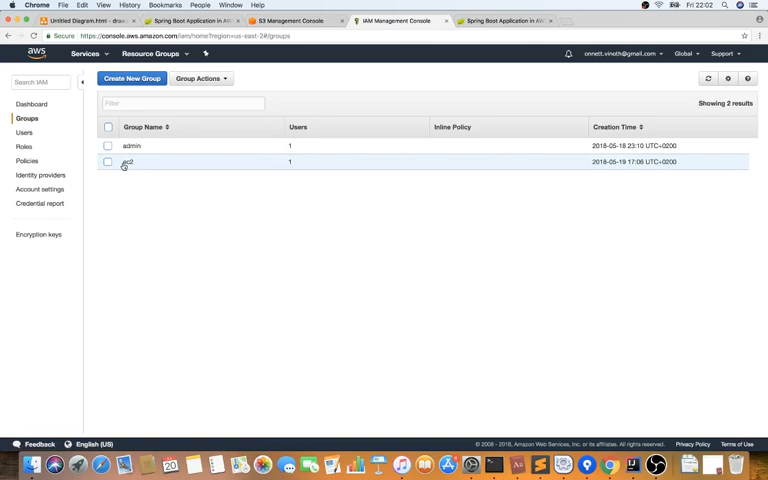 Chrome File Edit View History Bookmarks People Window Help
Fri 22:02
Untitled Diagram.html - draw
Spring Boot Application in AW
S3 Management Console
IAM Management Console
Spring Boot Application in AW
Secure https://console.aws.amazon.com/iam/home?region=us-east-2#/groups
aws Services Resource Groups onnett.vinoth@gmail.com Global Support
Search IAM
Create New Group Group Actions
Dashboard
Groups
Users
Roles
Policies
Identity providers
Account settings
Credential report
Encryption keys
Filter
Showing 2 results
Group Name Users Inline Policy Creation Time
admin 1 2018-05-18 23:10 UTC+0200
ec2 1 2018-05-19 17:06 UTC+0200
Feedback English (US)
© 2008 - 2018, Amazon Web Services, Inc. or its affiliates. All rights reserved. Privacy Policy Terms of Use
20